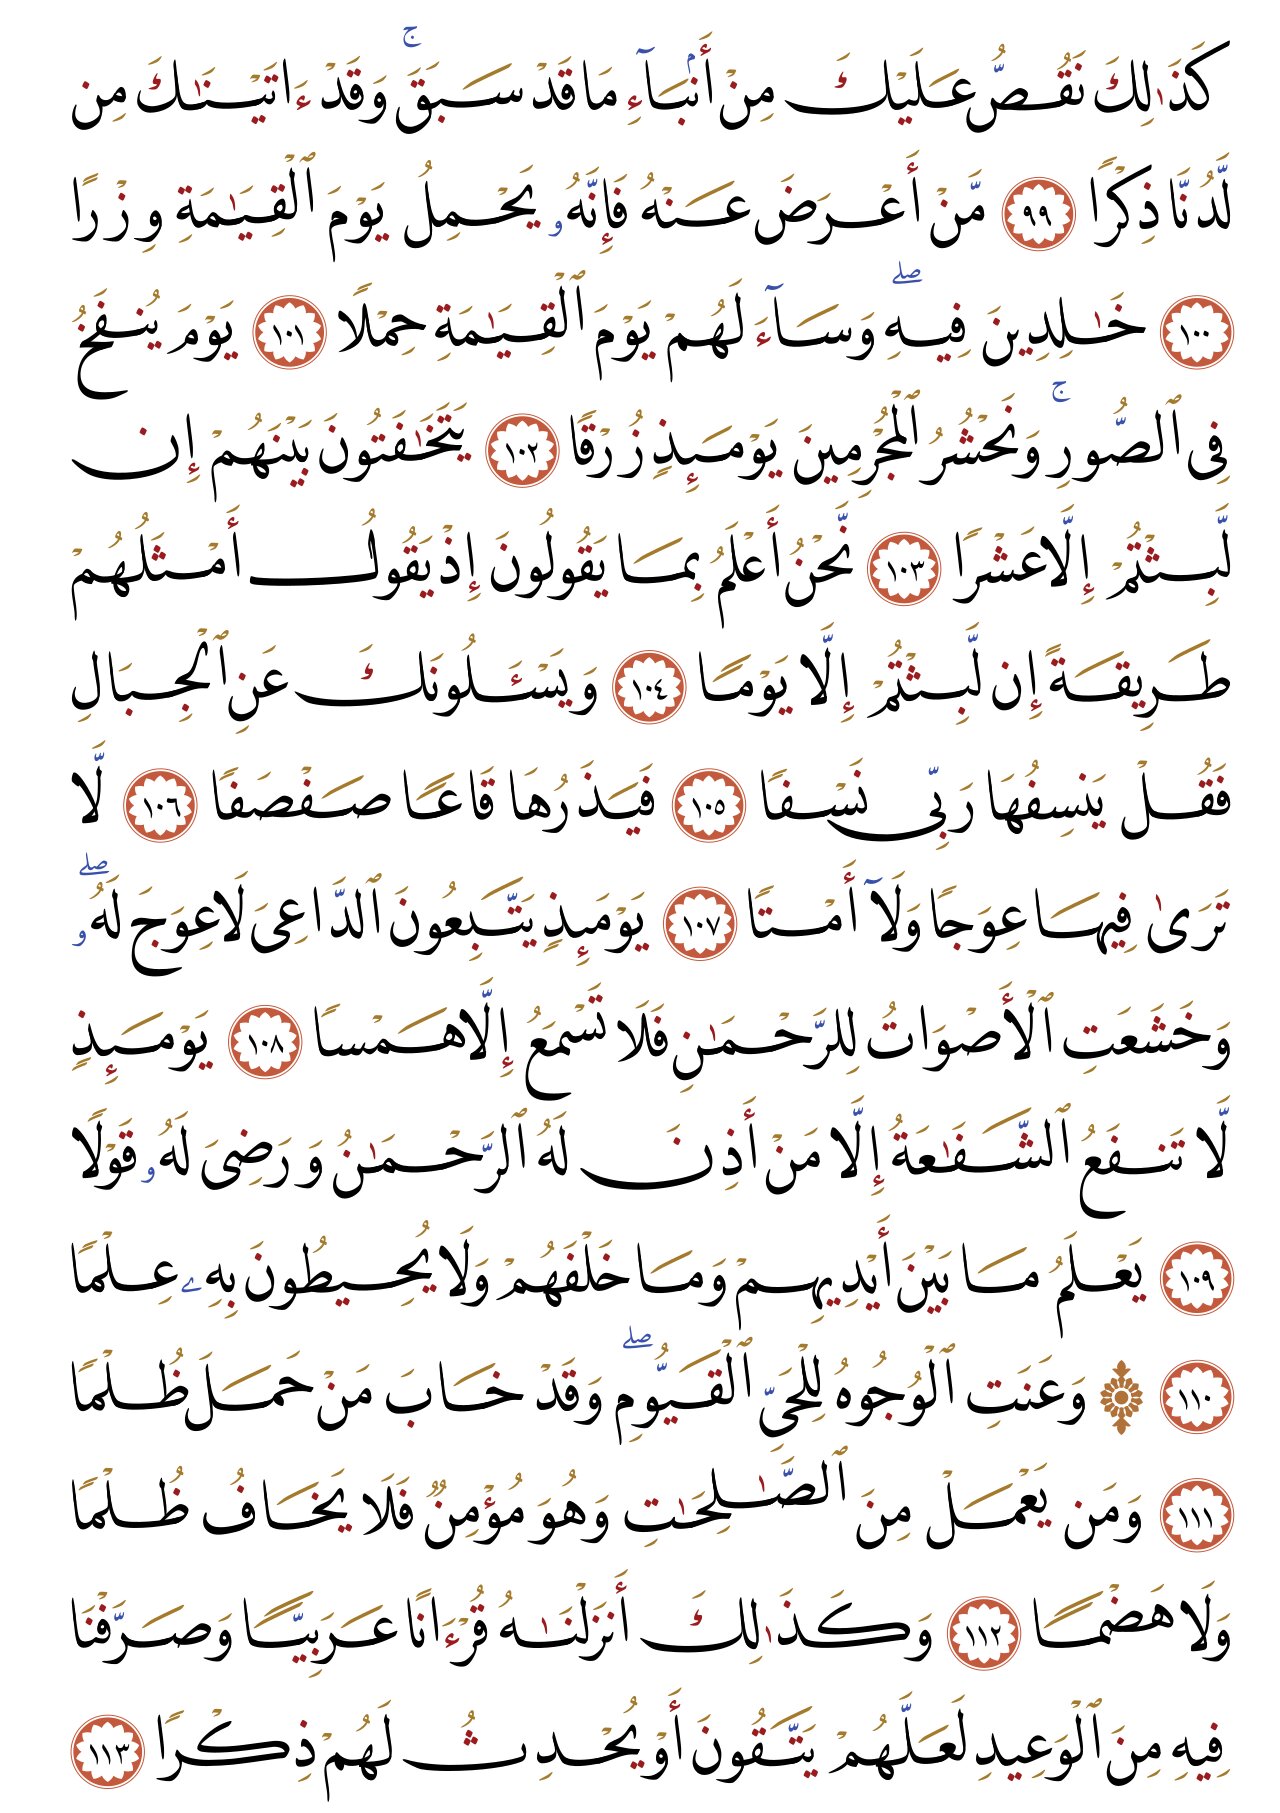 كَذَٰلِكَ نَقُصُّ عَلَيْكَ مِنْ أَنۢبَآءِ مَا قَدْ سَبَقَ ۚ وَقَدْ ءَاتَيْنَٰكَ مِن
لَّدُنَّا ذِكْرًا ٩٩ مَّنْ أَعْرَضَ عَنْهُ فَإِنَّهُۥ يَحْمِلُ يَوْمَ ٱلْقِيَٰمَةِ وِزْرًا
١٠٠ خَٰلِدِينَ فِيهِ ۖ وَسَآءَ لَهُمْ يَوْمَ ٱلْقِيَٰمَةِ حِمْلًا ١٠١ يَوْمَ يُنفَخُ
فِى ٱلصُّورِ ۚ وَنَحْشُرُ ٱلْمُجْرِمِينَ يَوْمَئِذٍ زُرْقًا ١٠٢ يَتَخَٰفَتُونَ بَيْنَهُمْ إِن
لَّبِثْتُمْ إِلَّا عَشْرًا ١٠٣ نَّحْنُ أَعْلَمُ بِمَا يَقُولُونَ إِذْ يَقُولُ أَمْثَلُهُمْ
طَرِيقَةً إِن لَّبِثْتُمْ إِلَّا يَوْمًا ١٠٤ وَيَسْـَٔلُونَكَ عَنِ ٱلْجِبَالِ
فَقُلْ يَنسِفُهَا رَبِّى نَسْفًا ١٠٥ فَيَذَرُهَا قَاعًا صَفْصَفًا ١٠٦ لَّا
تَرَىٰ فِيهَا عِوَجًا وَلَآ أَمْتًا ١٠٧ يَوْمَئِذٍ يَتَّبِعُونَ ٱلدَّاعِىَ لَا عِوَجَ لَهُۥ ۖ
وَخَشَعَتِ ٱلْأَصْوَاتُ لِلرَّحْمَٰنِ فَلَا تَسْمَعُ إِلَّا هَمْسًا ١٠٨ يَوْمَئِذٍ
لَّا تَنفَعُ ٱلشَّفَٰعَةُ إِلَّا مَنْ أَذِنَ لَهُ ٱلرَّحْمَٰنُ وَرَضِىَ لَهُۥ قَوْلًا
١٠٩ يَعْلَمُ مَا بَيْنَ أَيْدِيهِمْ وَمَا خَلْفَهُمْ وَلَا يُحِيطُونَ بِهِۦ عِلْمًا
١١٠ ۞ وَعَنَتِ ٱلْوُجُوهُ لِلْحَىِّ ٱلْقَيُّومِ ۖ وَقَدْ خَابَ مَنْ حَمَلَ ظُلْمًا
١١١ وَمَن يَعْمَلْ مِنَ ٱلصَّٰلِحَٰتِ وَهُوَ مُؤْمِنٌ فَلَا يَخَافُ ظُلْمًا
وَلَا هَضْمًا ١١٢ وَكَذَٰلِكَ أَنزَلْنَٰهُ قُرْءَانًا عَرَبِيًّا وَصَرَّفْنَا
فِيهِ مِنَ ٱلْوَعِيدِ لَعَلَّهُمْ يَتَّقُونَ أَوْ يُحْدِثُ لَهُمْ ذِكْرًا ١١٣